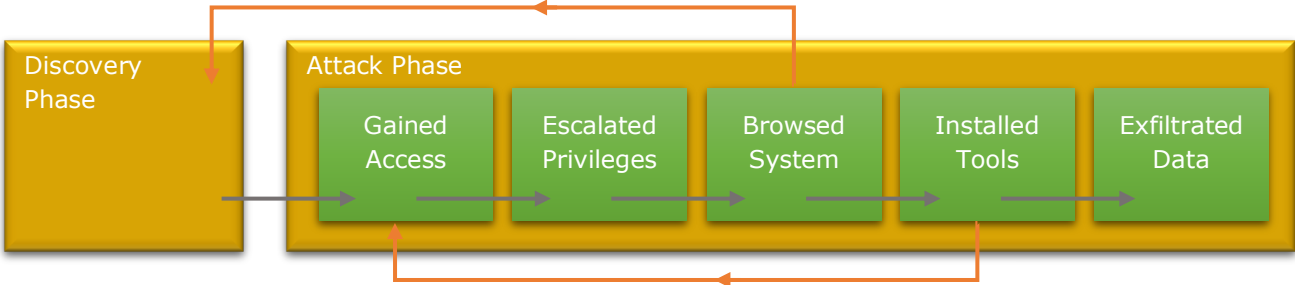 Discovery
Phase
Attack Phase
Gained
Access
Escalated
Privileges
Browsed
System
Installed
Tools
Exfiltrated
Data